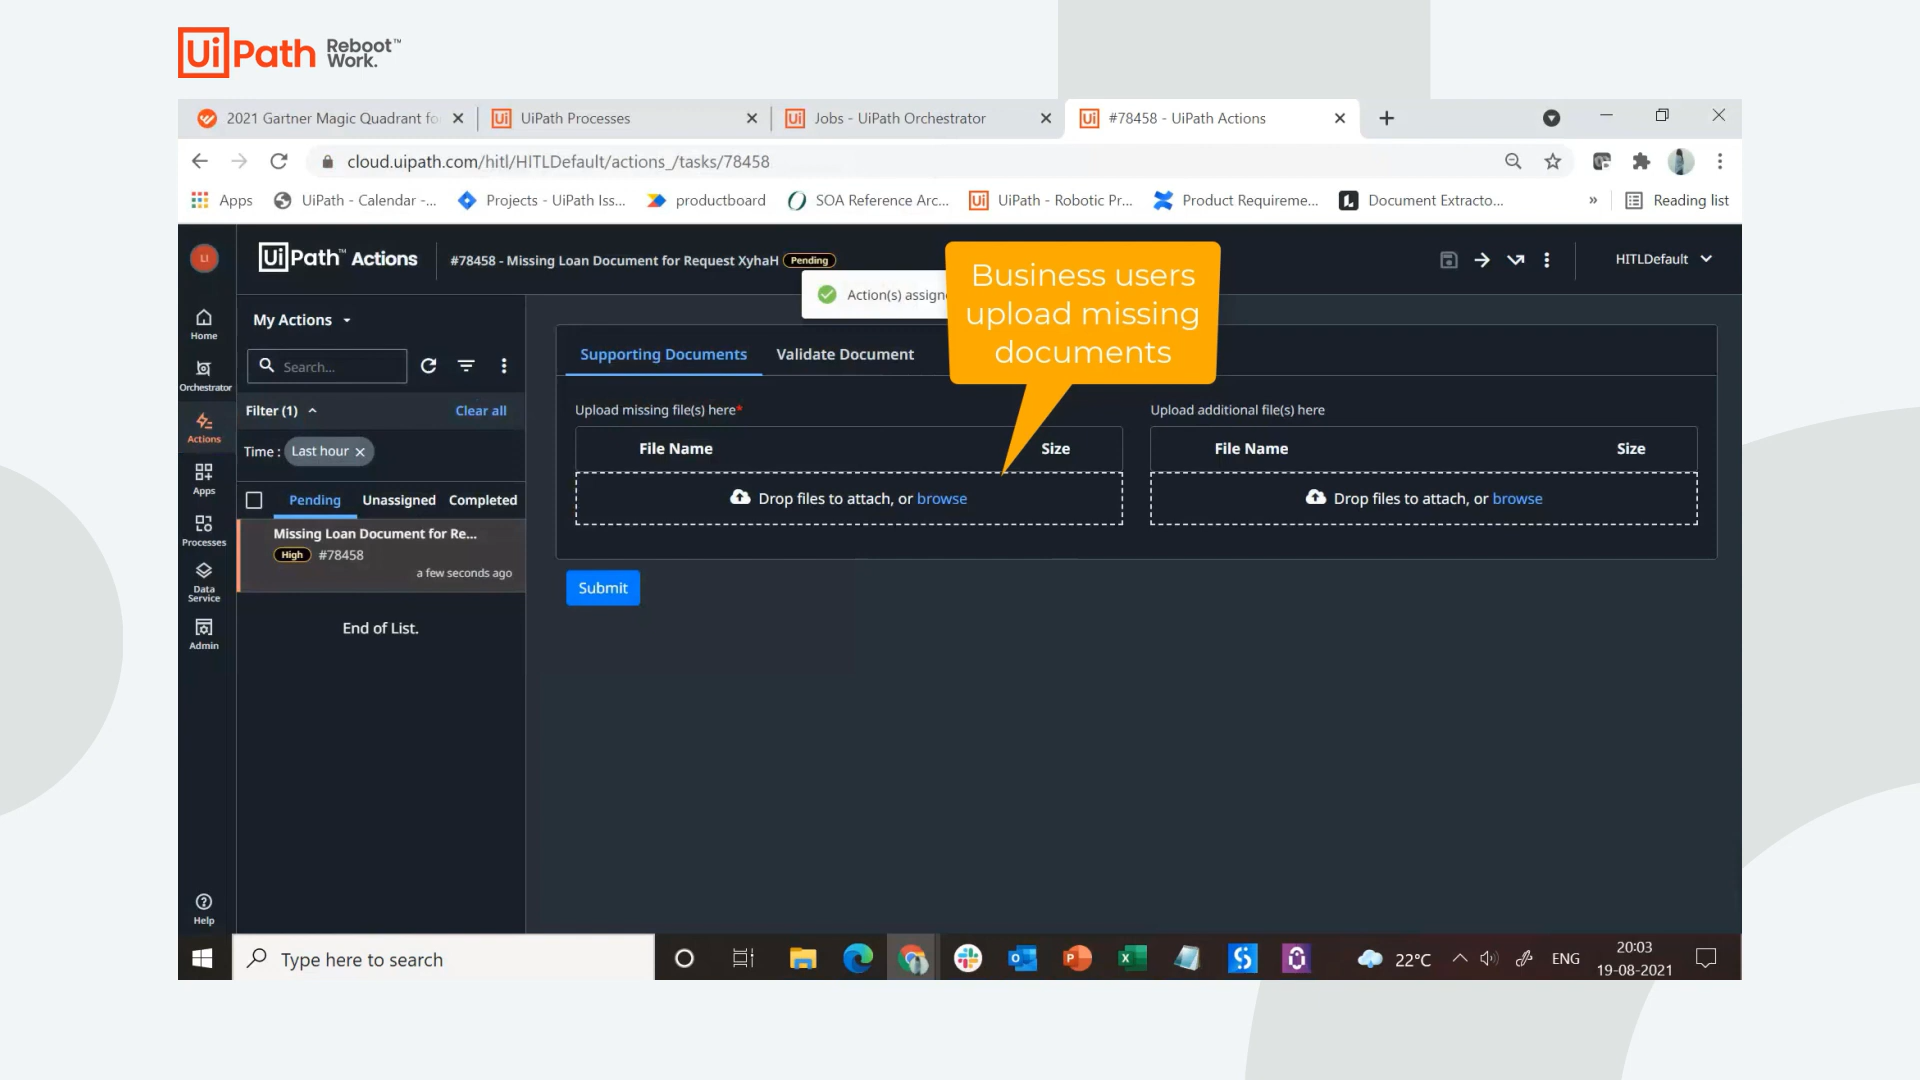 UiPath™ Reboot Work.™
2021 Gartner Magic Quadrant fo
UiPath Processes
Jobs - UiPath Orchestrator
#78458 - UiPath Actions
cloud.uipath.com/hitl/HITLDefault/actions_/tasks/78458
Apps
UiPath - Calendar -...
Projects - UiPath Iss...
productboard
SOA Reference Arc...
UiPath - Robotic Pr...
Product Requireme...
Document Extracto...
»
Reading list
LI
UiPath™ Actions
#78458 - Missing Loan Document for Request XyhaH
Pending
HITLDefault
Action(s) assign
Business users
upload missing
documents
Home
Orchestrator
Actions
Apps
Processes
Data
Service
Admin
Help
My Actions
Search...
Filter (1)
Clear all
Time :
Last hour
Pending
Unassigned
Completed
Missing Loan Document for Re...
High
#78458
a few seconds ago
End of List.
Supporting Documents
Validate Document
Upload missing file(s) here*
File Name
Size
Drop files to attach, or browse
Upload additional file(s) here
File Name
Size
Drop files to attach, or browse
Submit
Type here to search
22°C
ENG
20:03
19-08-2021